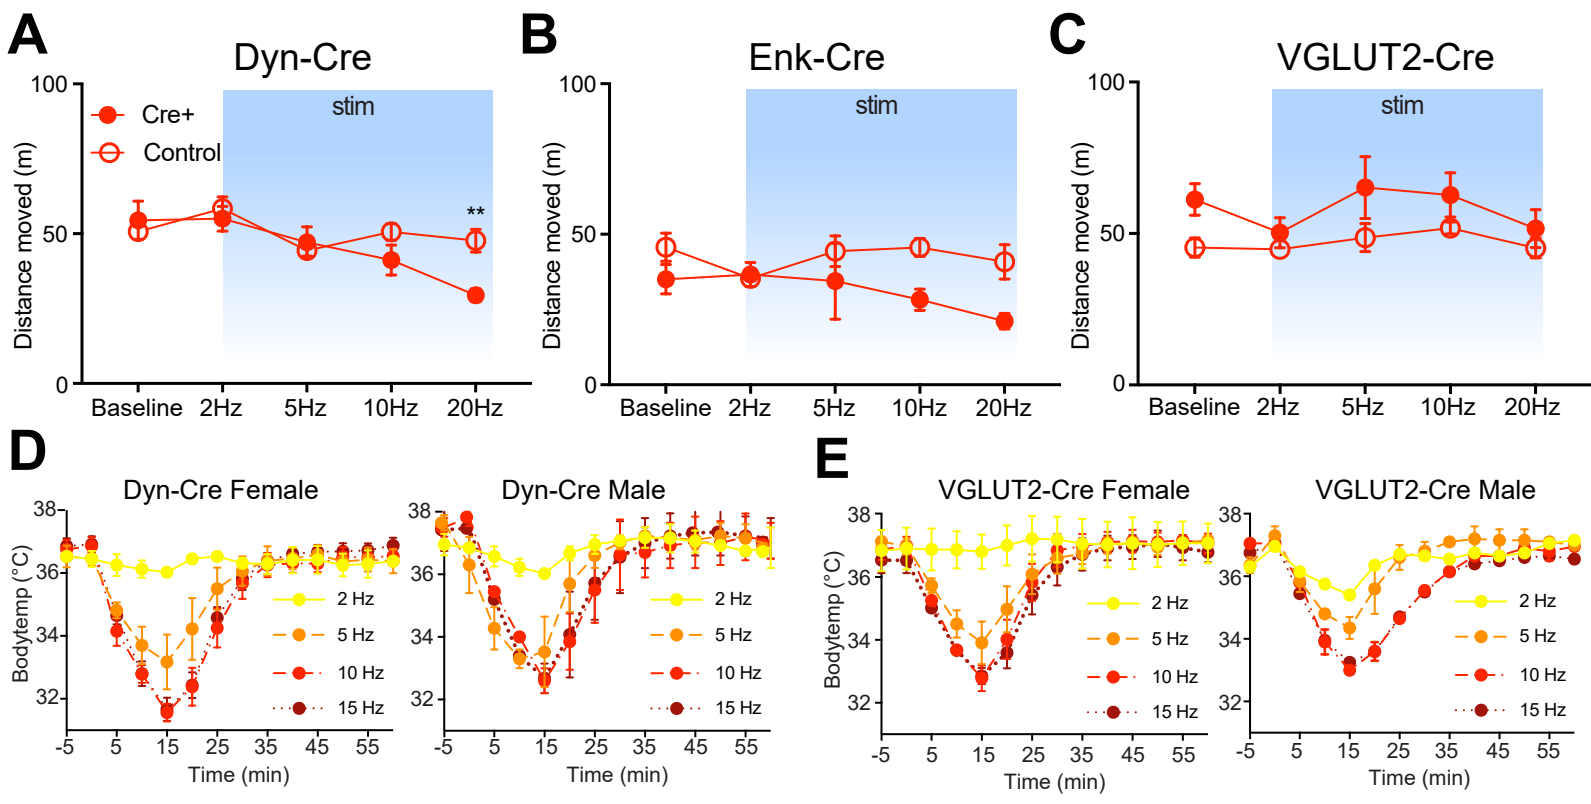 A
B
C
Dyn-Cre
Enk-Cre
VGLUT2-Cre
100
50
0
Distance moved (m)
Cre+
Control
stim
**
Baseline 2Hz 5Hz 10Hz 20Hz
100
50
0
Distance moved (m)
stim
Baseline 2Hz 5Hz 10Hz 20Hz
100
50
0
Distance moved (m)
stim
Baseline 2Hz 5Hz 10Hz 20Hz
D
Dyn-Cre Female
38
36
34
32
Bodytemp (°C)
2 Hz
5 Hz
10 Hz
15 Hz
-5 5 15 25 35 45 55
Time (min)
Dyn-Cre Male
38
36
34
32
2 Hz
5 Hz
10 Hz
15 Hz
-5 5 15 25 35 45 55
Time (min)
E
VGLUT2-Cre Female
38
36
34
32
Bodytemp (°C)
2 Hz
5 Hz
10 Hz
15 Hz
-5 5 15 25 35 45 55
Time (min)
VGLUT2-Cre Male
38
36
34
32
2 Hz
5 Hz
10 Hz
15 Hz
-5 5 15 25 35 45 55
Time (min)